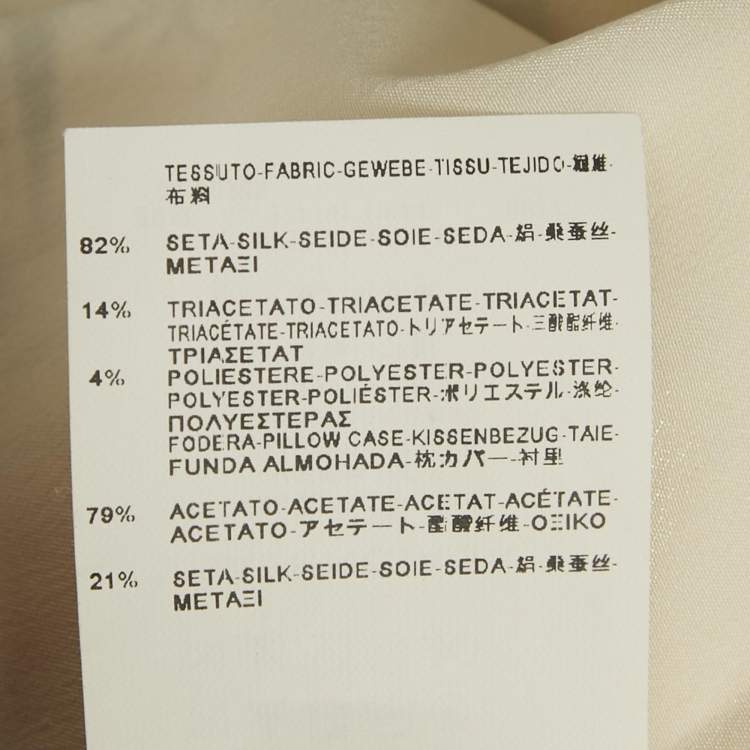 TESSUTO-FABRIC-GEWEBE-TISSU-TEJIDO-繊維-
布料
82% SETA-SILK-SEIDE-SOIE-SEDA-絹-桑蚕丝-
ΜΕΤΑΞΙ
14% TRIACETATO-TRIACETATE-TRIACETAT-
TRIACÉTATE-TRIACETATO-トリアセテート-三醋酯纤维-
ΤΡΙΑΣΕΤΑΤ
4% POLIESTERE-POLYESTER-POLYESTER-
POLYESTER-POLIÉSTER-ポリエステル-涤纶-
ΠΟΛΥΕΣΤΕΡΑΣ
FODERA-PILLOW CASE-KISSENBEZUG-TAIE-
FUNDA ALMOHADA-枕カバー-衬里
79% ACETATO-ACETATE-ACETAT-ACÉTATE-
ACETATO-アセテート-醋酸纤维-ΟΞΙΚΟ
21% SETA-SILK-SEIDE-SOIE-SEDA-絹-桑蚕丝-
ΜΕΤΑΞΙ